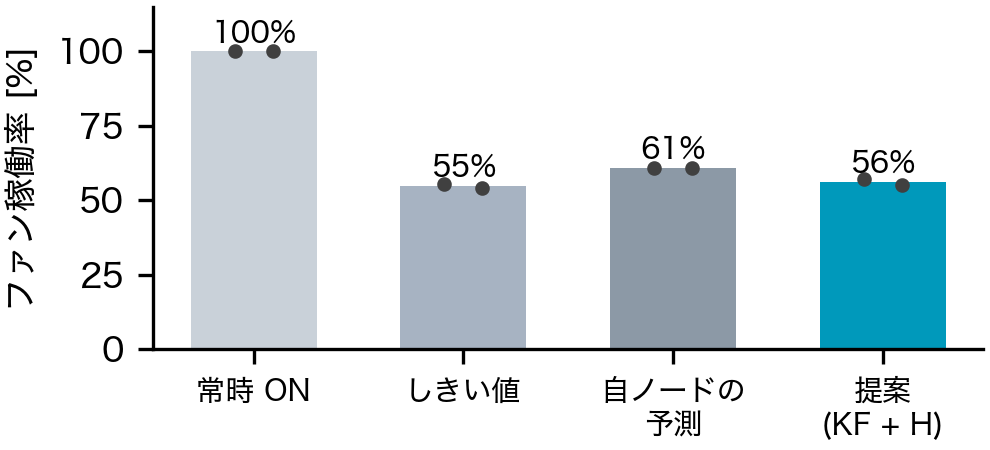 ファン稼働率 [%]
100
75
50
25
0
100%
55%
61%
56%
常時 ON
しきい値
自ノードの
予測
提案
(KF + H)